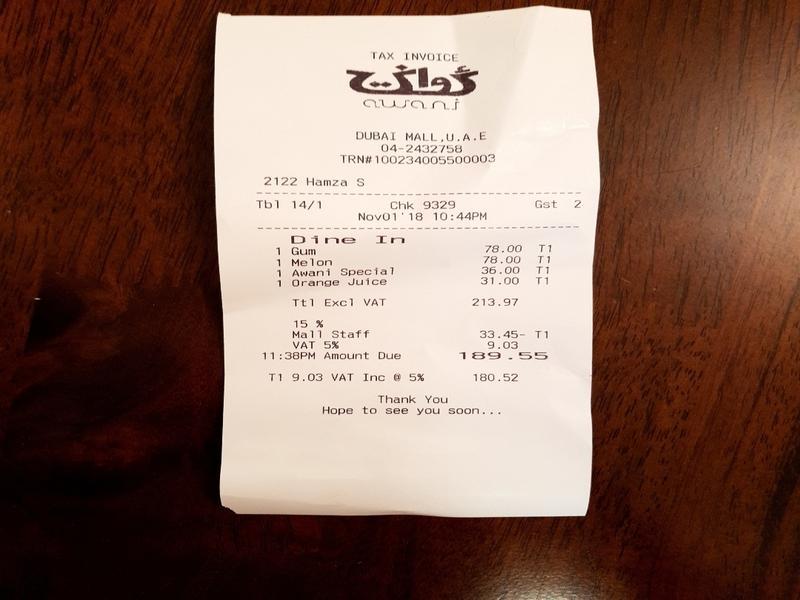 TAX INVOICE
أواني
awani
DUBAI MALL,U.A.E
04-2432758
TRN#100234005500003
2122 Hamza S
Tbl 14/1 Chk 9329 Gst 2
Nov01'18 10:44PM
Dine In
1 Gum 78.00 T1
1 Melon 78.00 T1
1 Awani Special 36.00 T1
1 Orange Juice 31.00 T1
Ttl Excl VAT 213.97
15 %
Mall Staff 33.45- T1
VAT 5% 9.03
11:38PM Amount Due 189.55
T1 9.03 VAT Inc @ 5% 180.52
Thank You
Hope to see you soon...